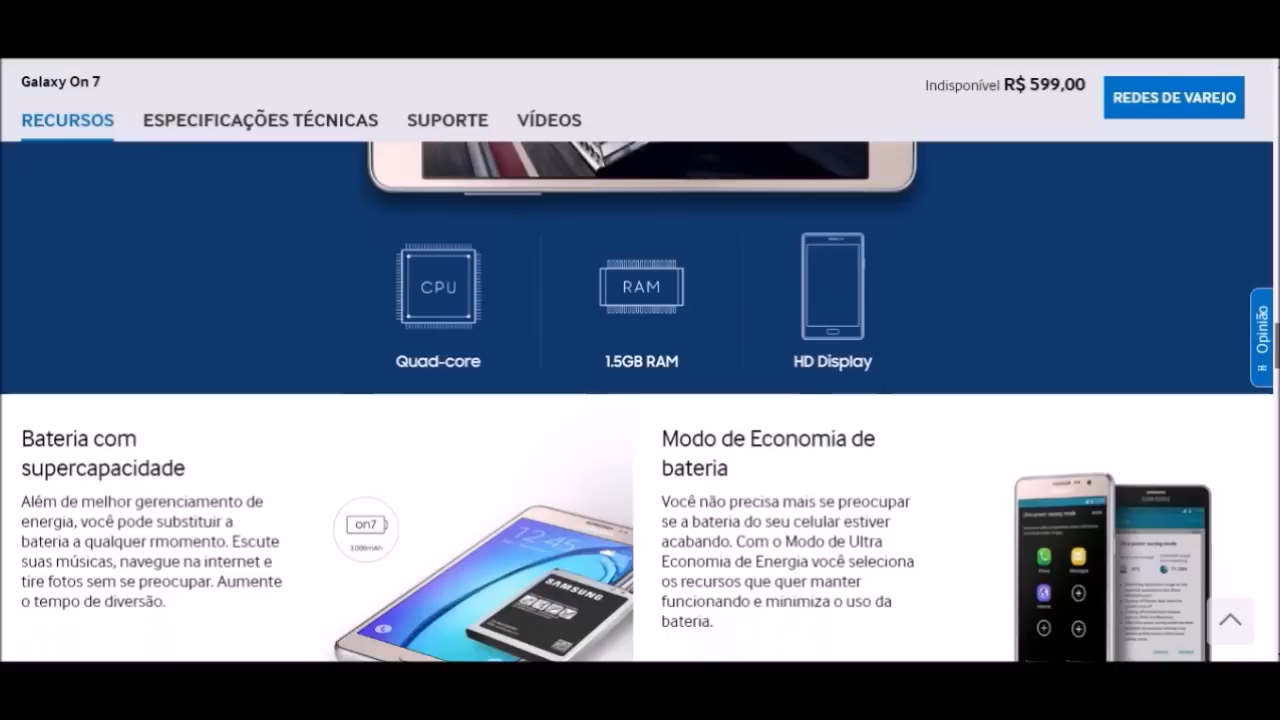 Galaxy On 7
Indisponível R$ 599,00
REDES DE VAREJO
RECURSOS ESPECIFICAÇÕES TÉCNICAS SUPORTE VÍDEOS
CPU
RAM
Quad-core
1.5GB RAM
HD Display
Opinião
Bateria com
supercapacidade
Além de melhor gerenciamento de
energia, você pode substituir a
bateria a qualquer rmomento. Escute
suas músicas, navegue na internet e
tire fotos sem se preocupar. Aumente
o tempo de diversão.
on7
3.000mAh
12:45
SAMSUNG
Modo de Economia de
bateria
Você não precisa mais se preocupar
se a bateria do seu celular estiver
acabando. Com o Modo de Ultra
Economia de Energia você seleciona
os recursos que quer manter
funcionando e minimiza o uso da
bateria.